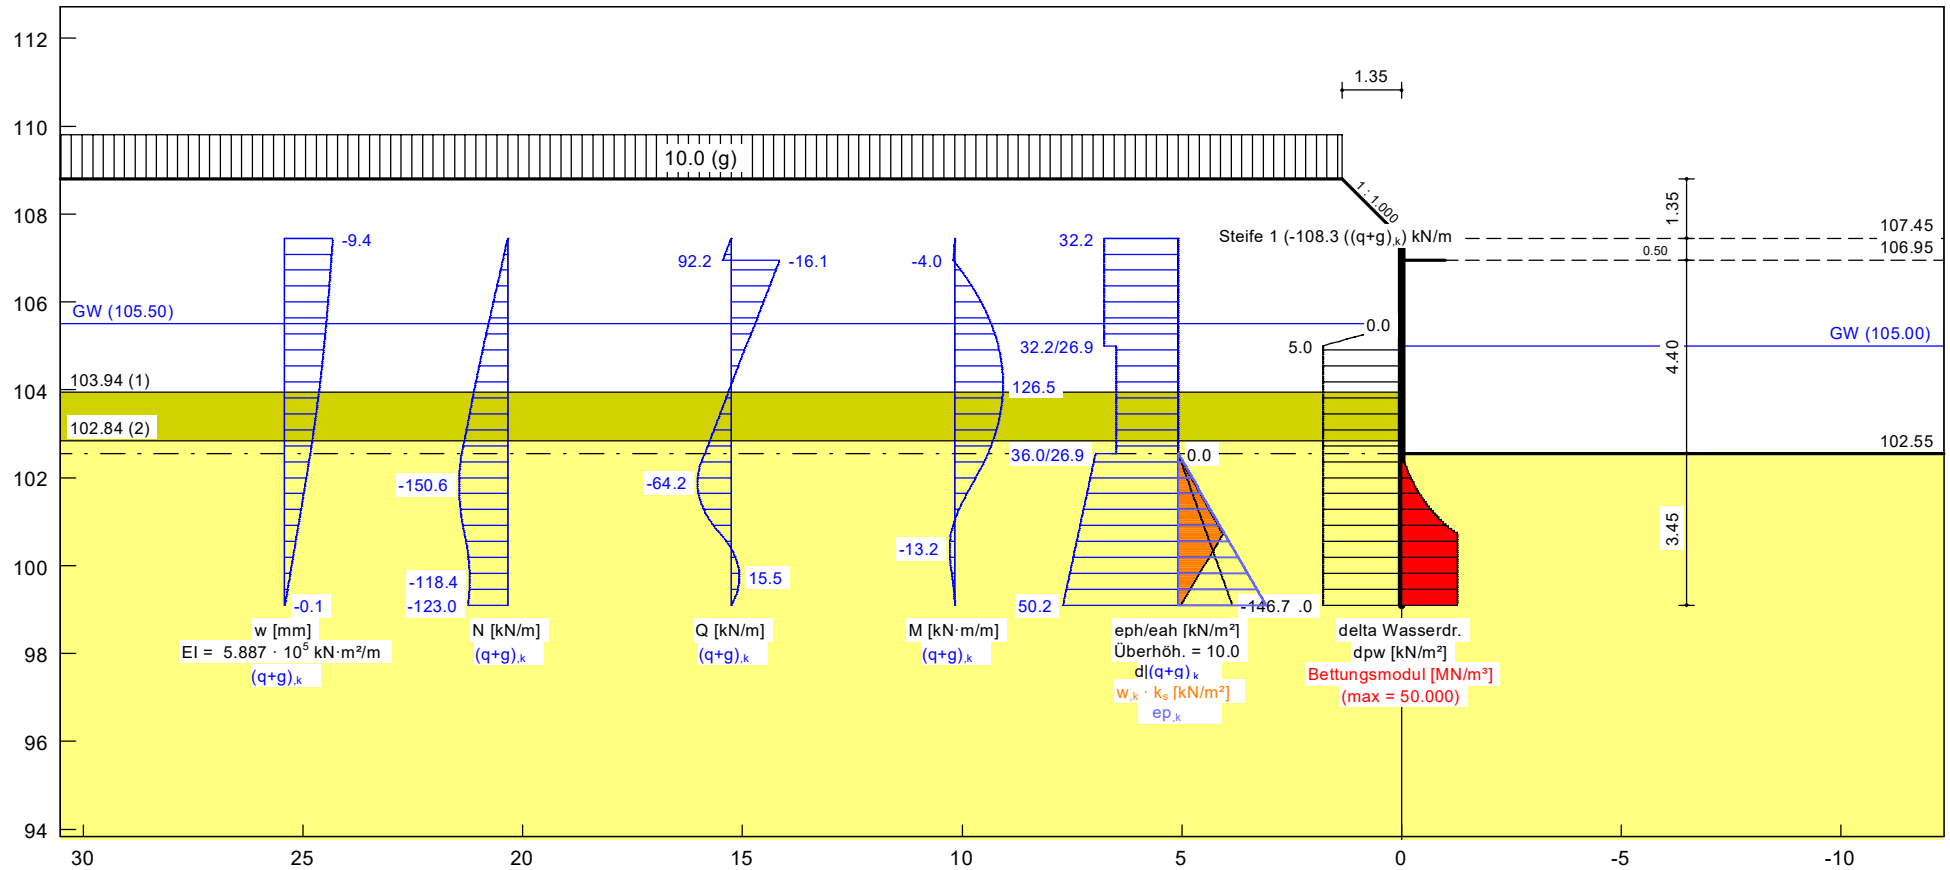 112
110
108
106
104
102
100
98
96
94
30
25
20
15
10
5
0
-5
-10
1.35
10.0 (g)
1 : 1.000
Steife 1 (-108.3 ((q+g),k) kN/m
1.35
107.45
106.95
0.50
4.40
3.45
GW (105.50)
GW (105.00)
103.94 (1)
102.84 (2)
102.55
-9.4
-0.1
w [mm]
EI = 5.887 · 10⁵ kN·m²/m
(q+g),k
-150.6
-118.4
-123.0
N [kN/m]
(q+g),k
92.2
-16.1
-64.2
15.5
Q [kN/m]
(q+g),k
-4.0
126.5
-13.2
M [kN·m/m]
(q+g),k
32.2
32.2/26.9
36.0/26.9
0.0
50.2
-146.7
eph/eah [kN/m²]
Überhöh. = 10.0
(q+g),k
w,k · ks [kN/m²]
ep,k
0.0
5.0
.0
delta Wasserdr.
dpw [kN/m²]
Bettungsmodul [MN/m³]
(max = 50.000)